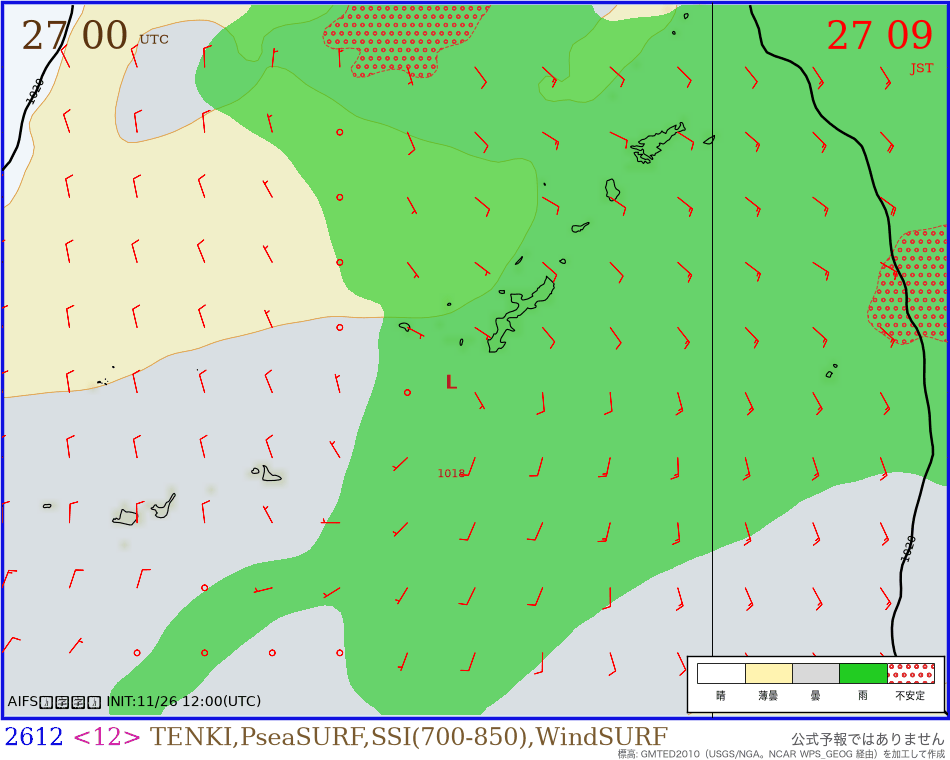 27 00 UTC
27 09
JST
1020
L
1018
1020
AIFS INIT:11/26 12:00(UTC)
晴 薄曇 曇 雨 不安定
2612 <12> TENKI,PseaSURF,SSI(700-850),WindSURF
公式予報ではありません
標高: GMTED2010（USGS/NGA。NCAR WPS_GEOG 経由）を加工して作成